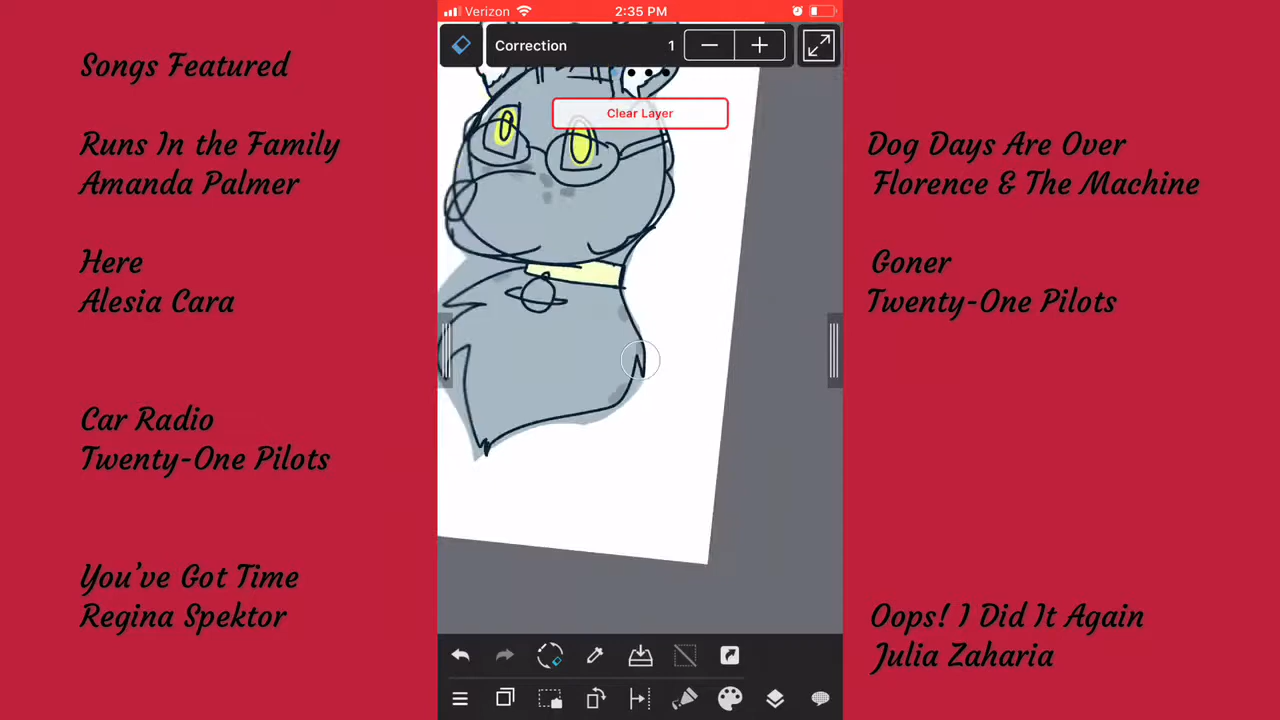 Songs Featured
Runs In the Family
Amanda Palmer
Here
Alesia Cara
Car Radio
Twenty-One Pilots
You've Got Time
Regina Spektor
Verizon
2:35 PM
Correction
1
Clear Layer
Dog Days Are Over
Florence & The Machine
Goner
Twenty-One Pilots
Oops! I Did It Again
Julia Zaharia